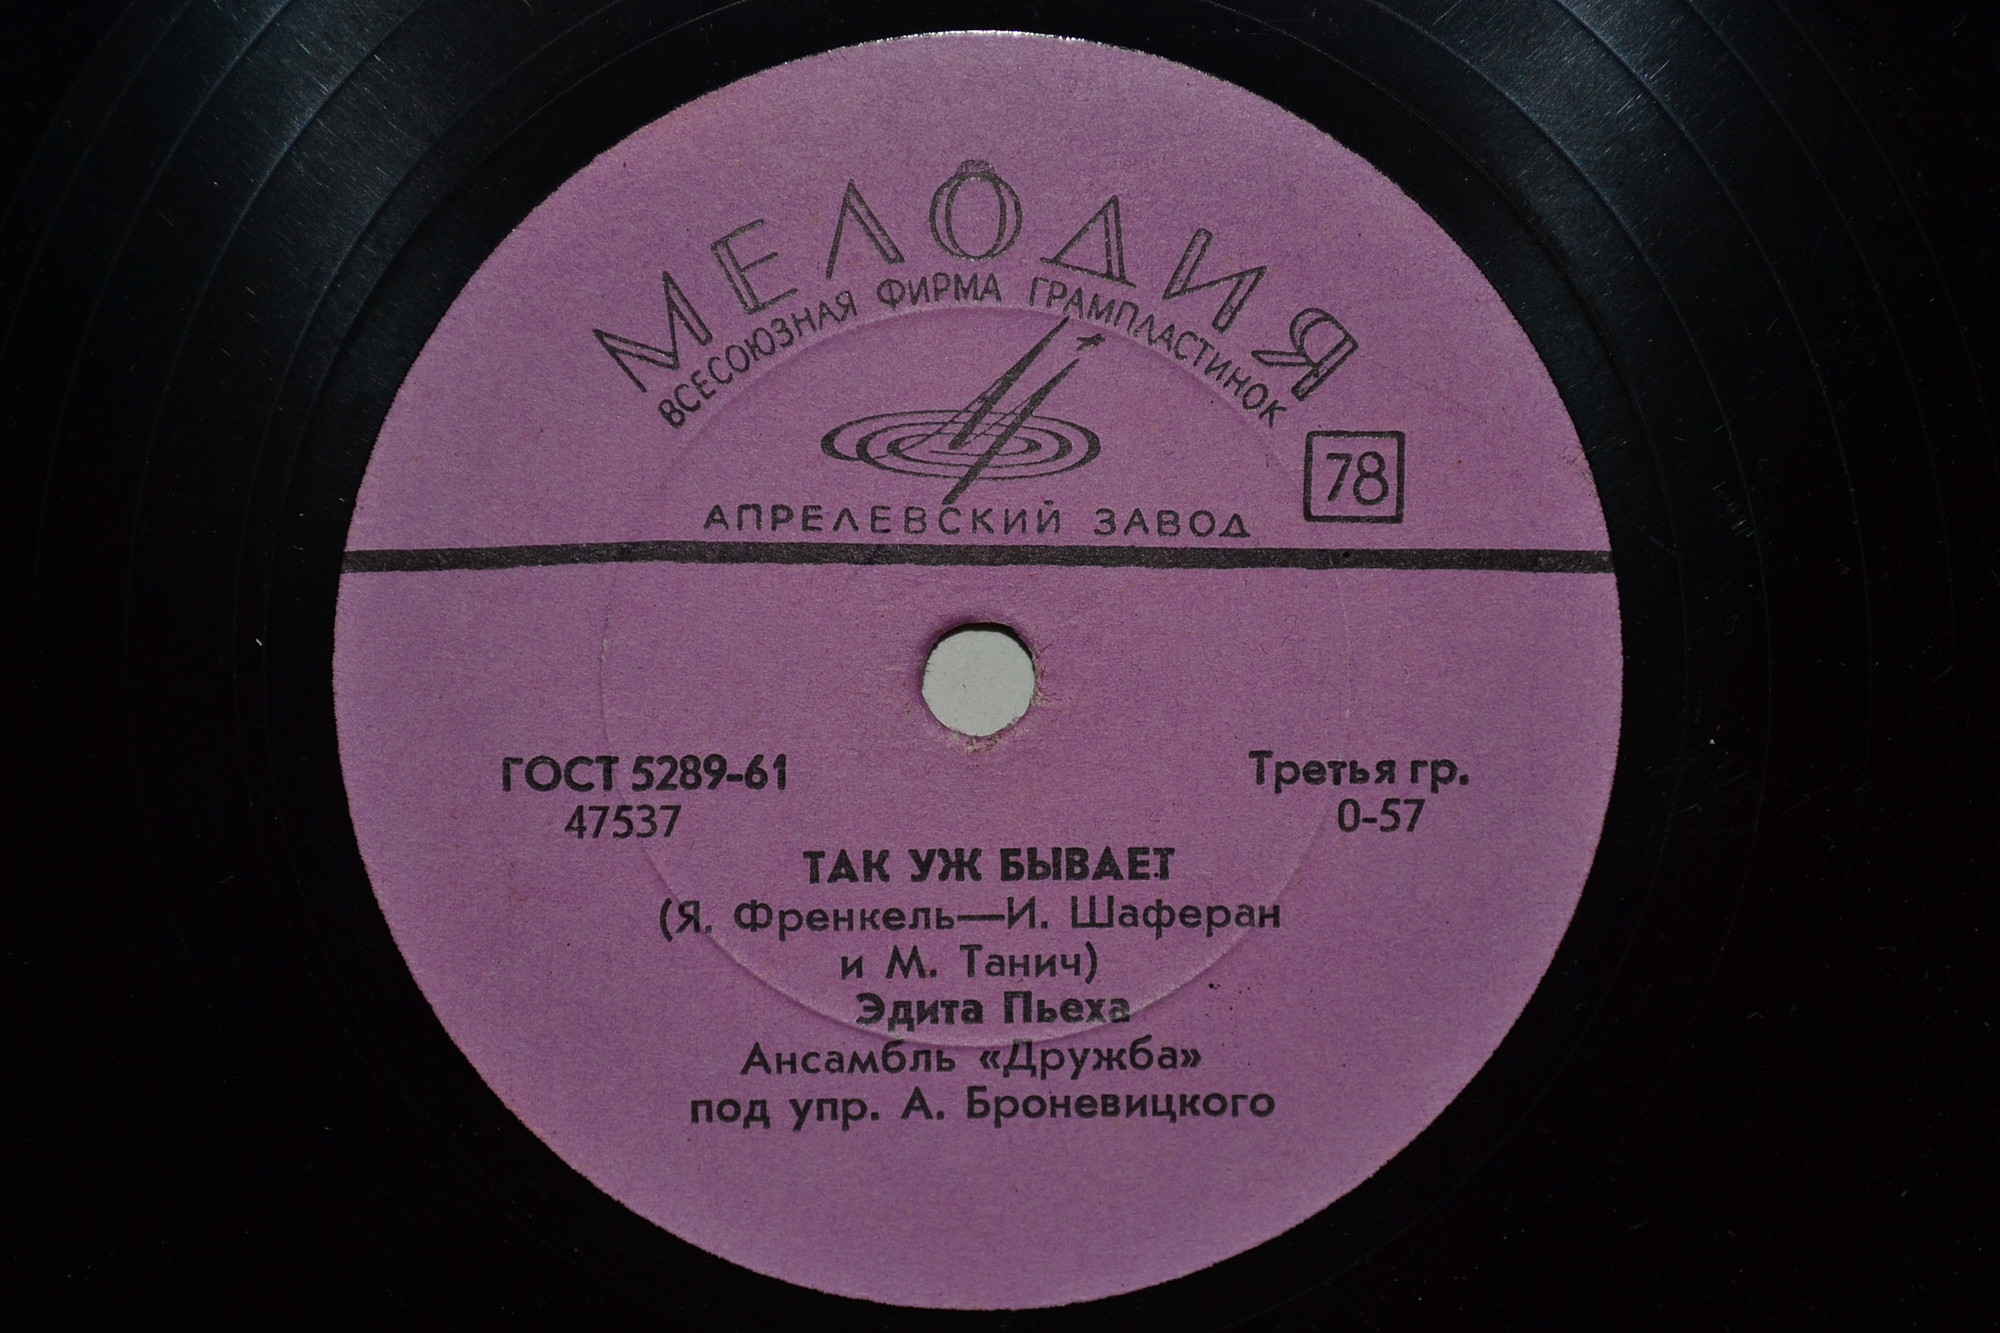 МЕЛОДИЯ
ВСЕСОЮЗНАЯ ФИРМА ГРАМПЛАСТИНОК
78
АПРЕЛЕВСКИЙ ЗАВОД
ГОСТ 5289-61
Третья гр.
47537
0-57
ТАК УЖ БЫВАЕТ
(Я. Френкель—И. Шаферан
и М. Танич)
Эдита Пьеха
Ансамбль «Дружба»
под упр. А. Броневицкого